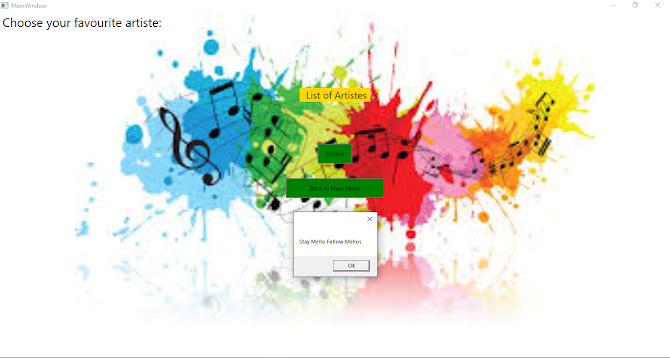 MainWindow
Choose your favourite artiste:
List of Artistes
Submit
Back to Main Menu
Stay Mello Fellow Mellos
OK